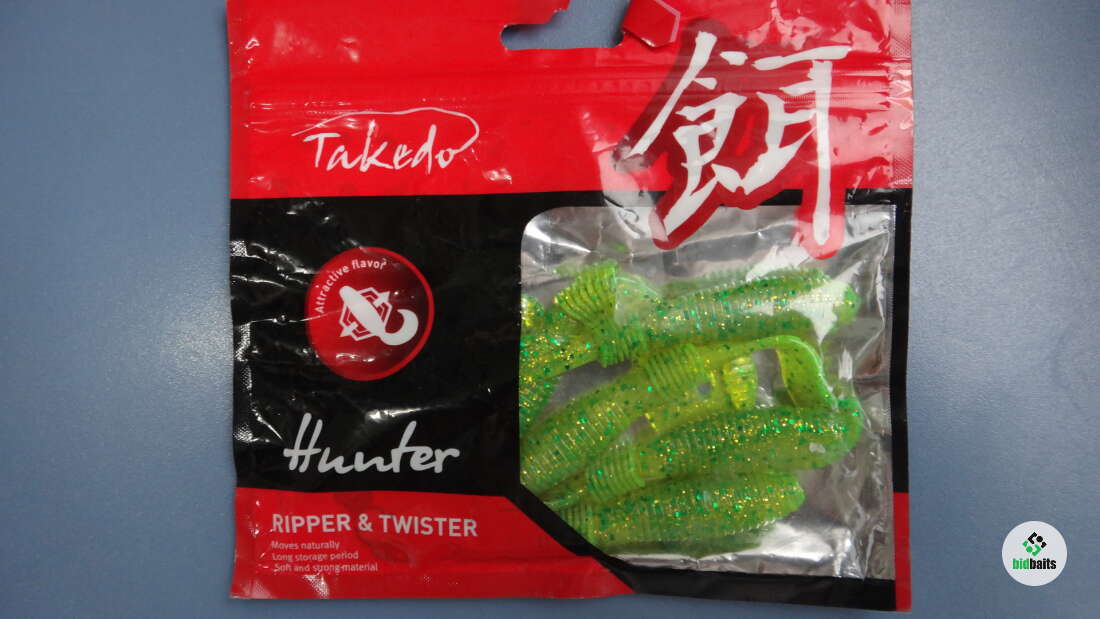 Takedo
餌
Attractive flavor
Hunter
RIPPER & TWISTER
Moves naturally
Long storage period
Soft and strong material
bidbaits